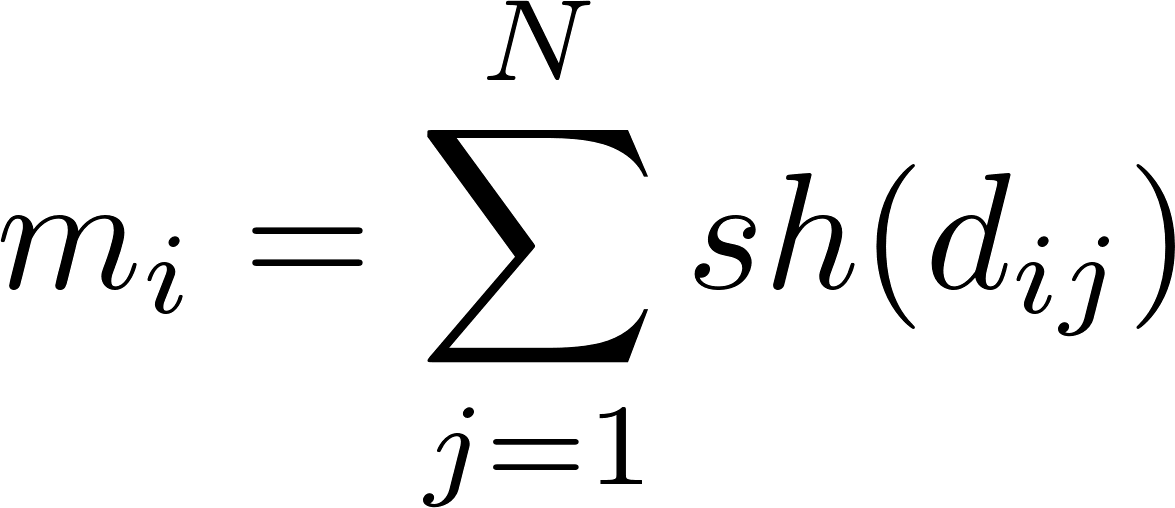 m_i = \sum_{j=1}^{N} sh(d_{ij})